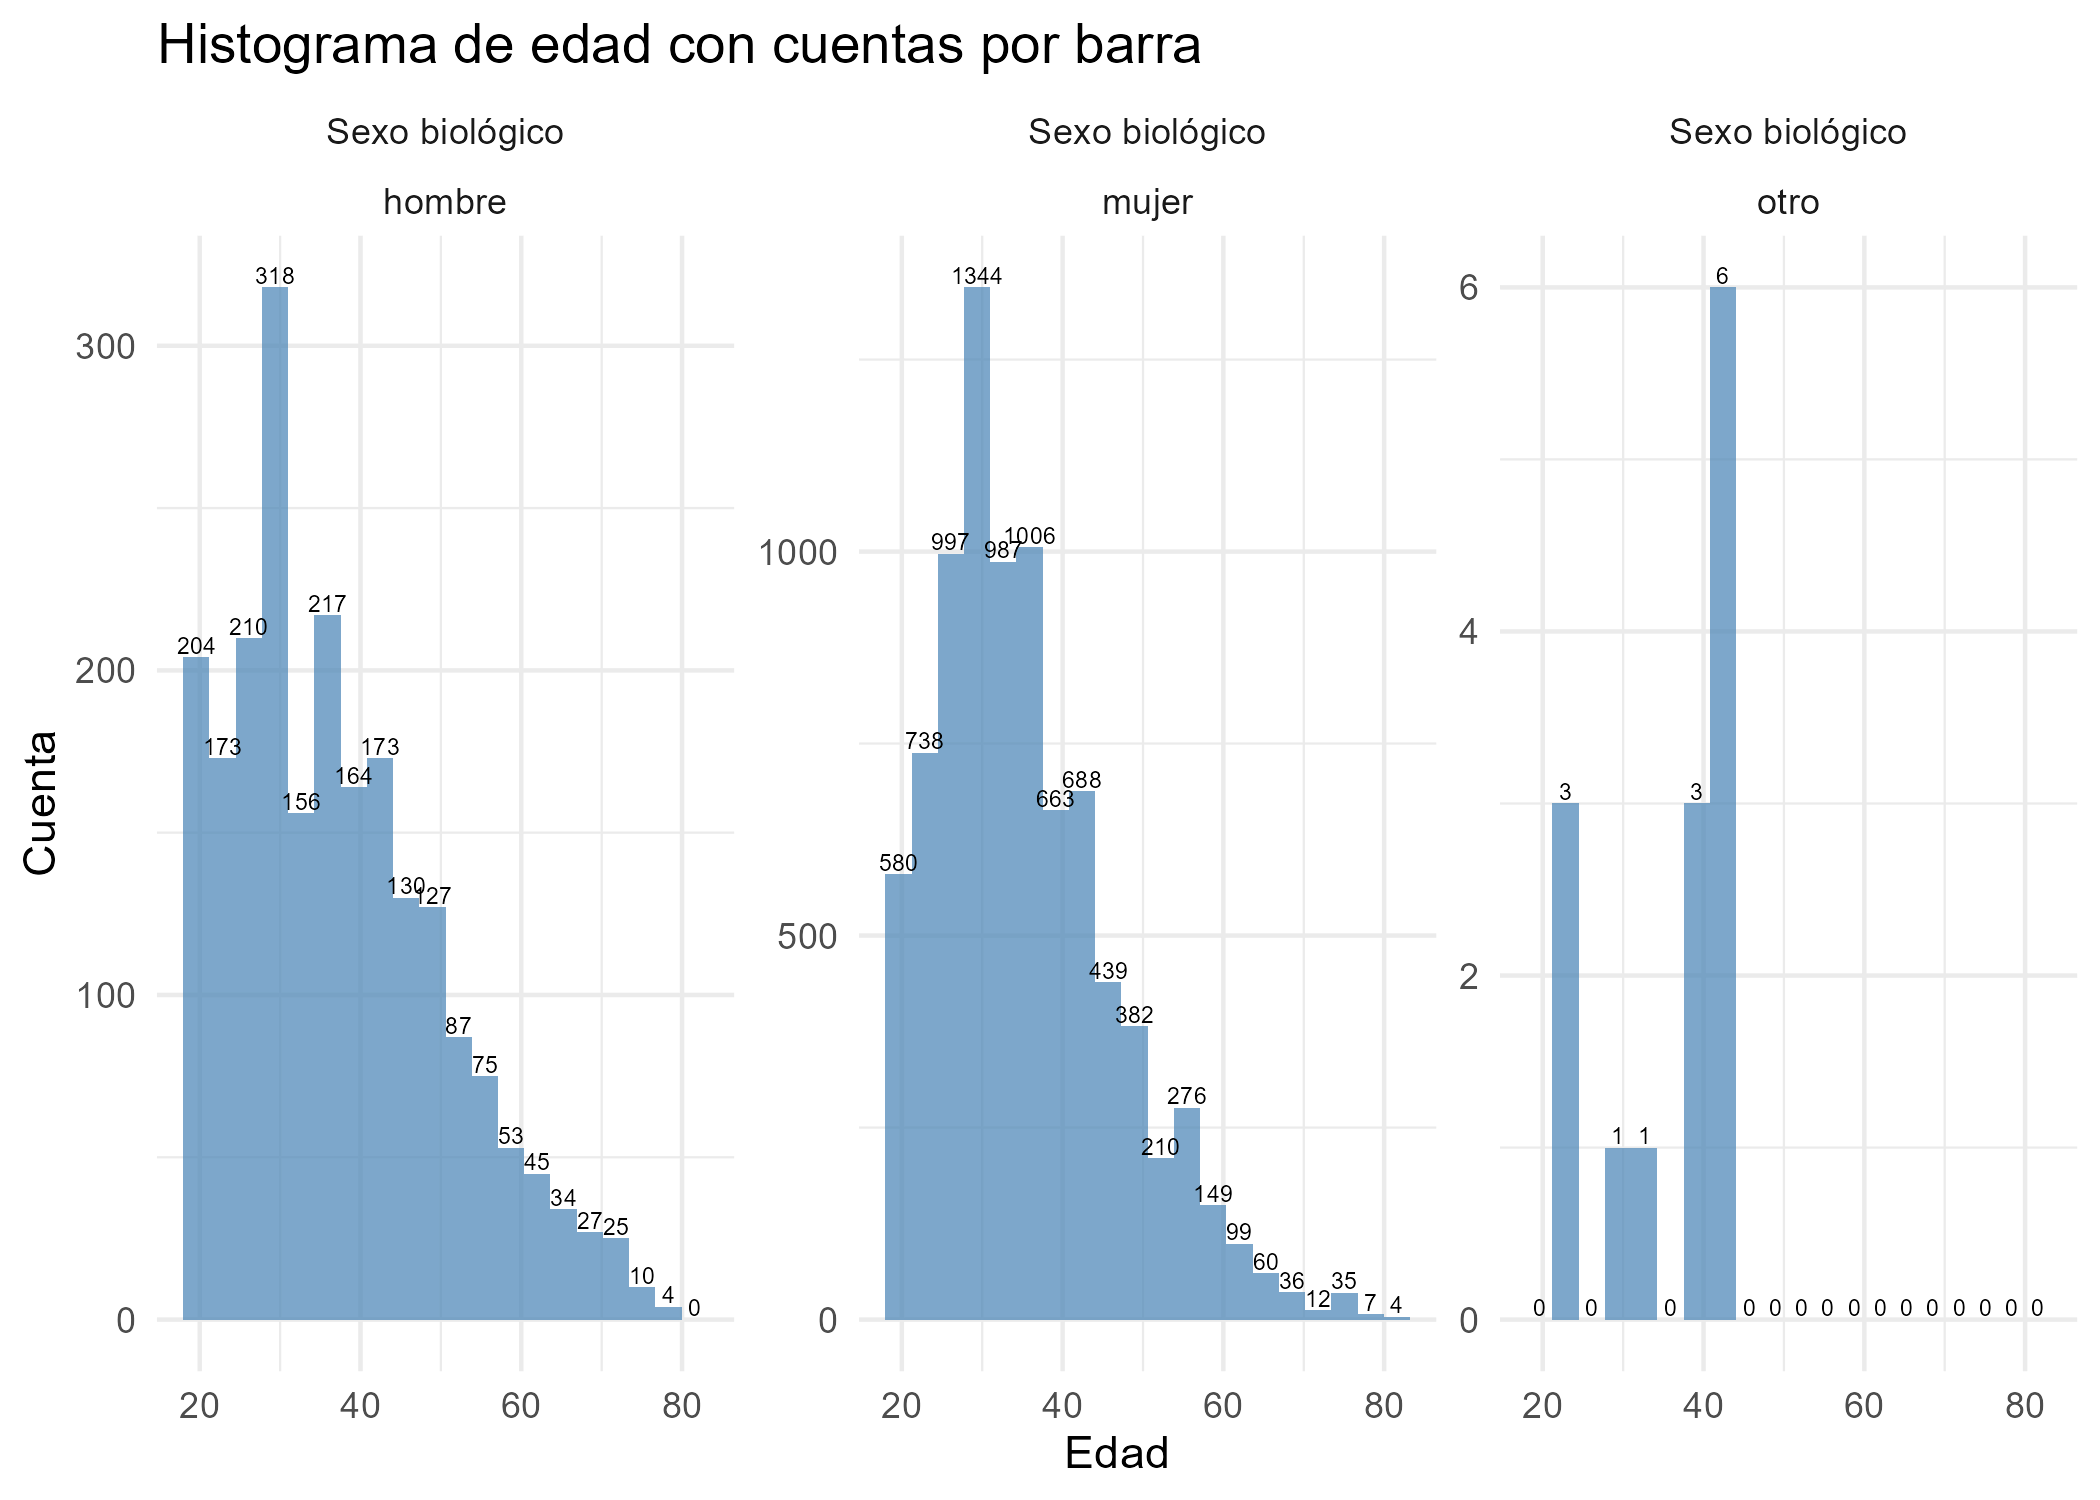 Histograma de edad con cuentas por barra
Sexo biológico Sexo biológico Sexo biológico
hombre mujer otro
Cuenta
300
200
100
0
204 173 210 318 156 217 164 173 130 127 87 75 53 45 34 27 25 10 4 0
20 40 60 80
1000
500
0
580 738 997 1344 987 1006 663 688 439 382 210 276 149 99 60 36 12 35 7 4
20 40 60 80
6
4
2
0
0 3 0 1 1 0 3 6 0 0 0 0 0 0 0 0 0 0 0 0
20 40 60 80
Edad